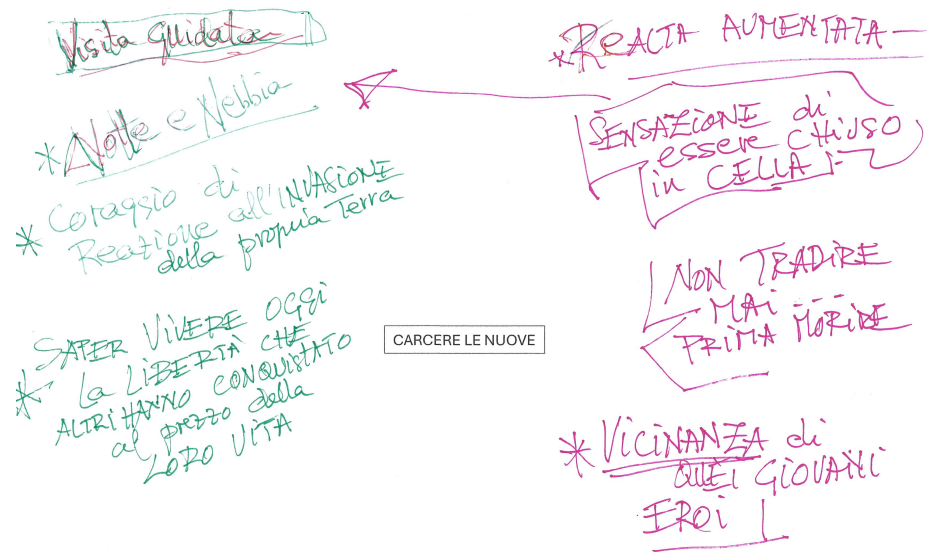 Visita Guidata
* Notte e Nebbia
* Coraggio di
Reazione all'INVASIONE
della propria Terra
SAPER VIVERE OGGI
* La LIBERTÀ CHE
ALTRI HANNO CONQUISTATO
al prezzo della
LORO VITA
CARCERE LE NUOVE
* REALTA AUMENTATA
SENSAZIONE di
essere CHIUSO
in CELLA
NON TRADIRE
MAI ....
PRIMA MORIRE
* VICINANZA di
QUEI GIOVANI
EROI